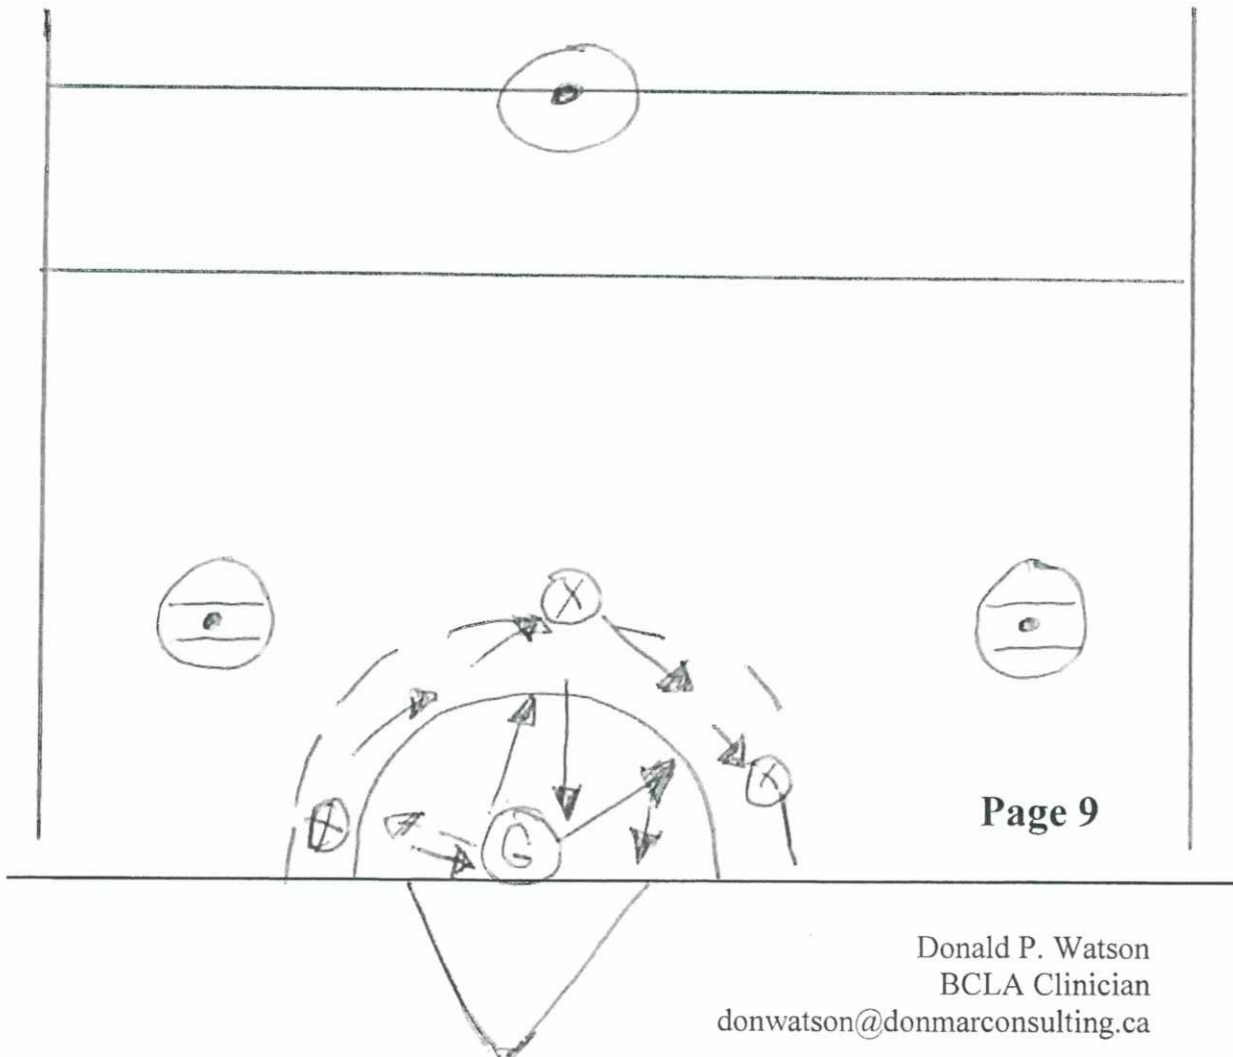 X
X
X
G
Page 9
Donald P. Watson
BCLA Clinician
donwatson@donmarconsulting.ca